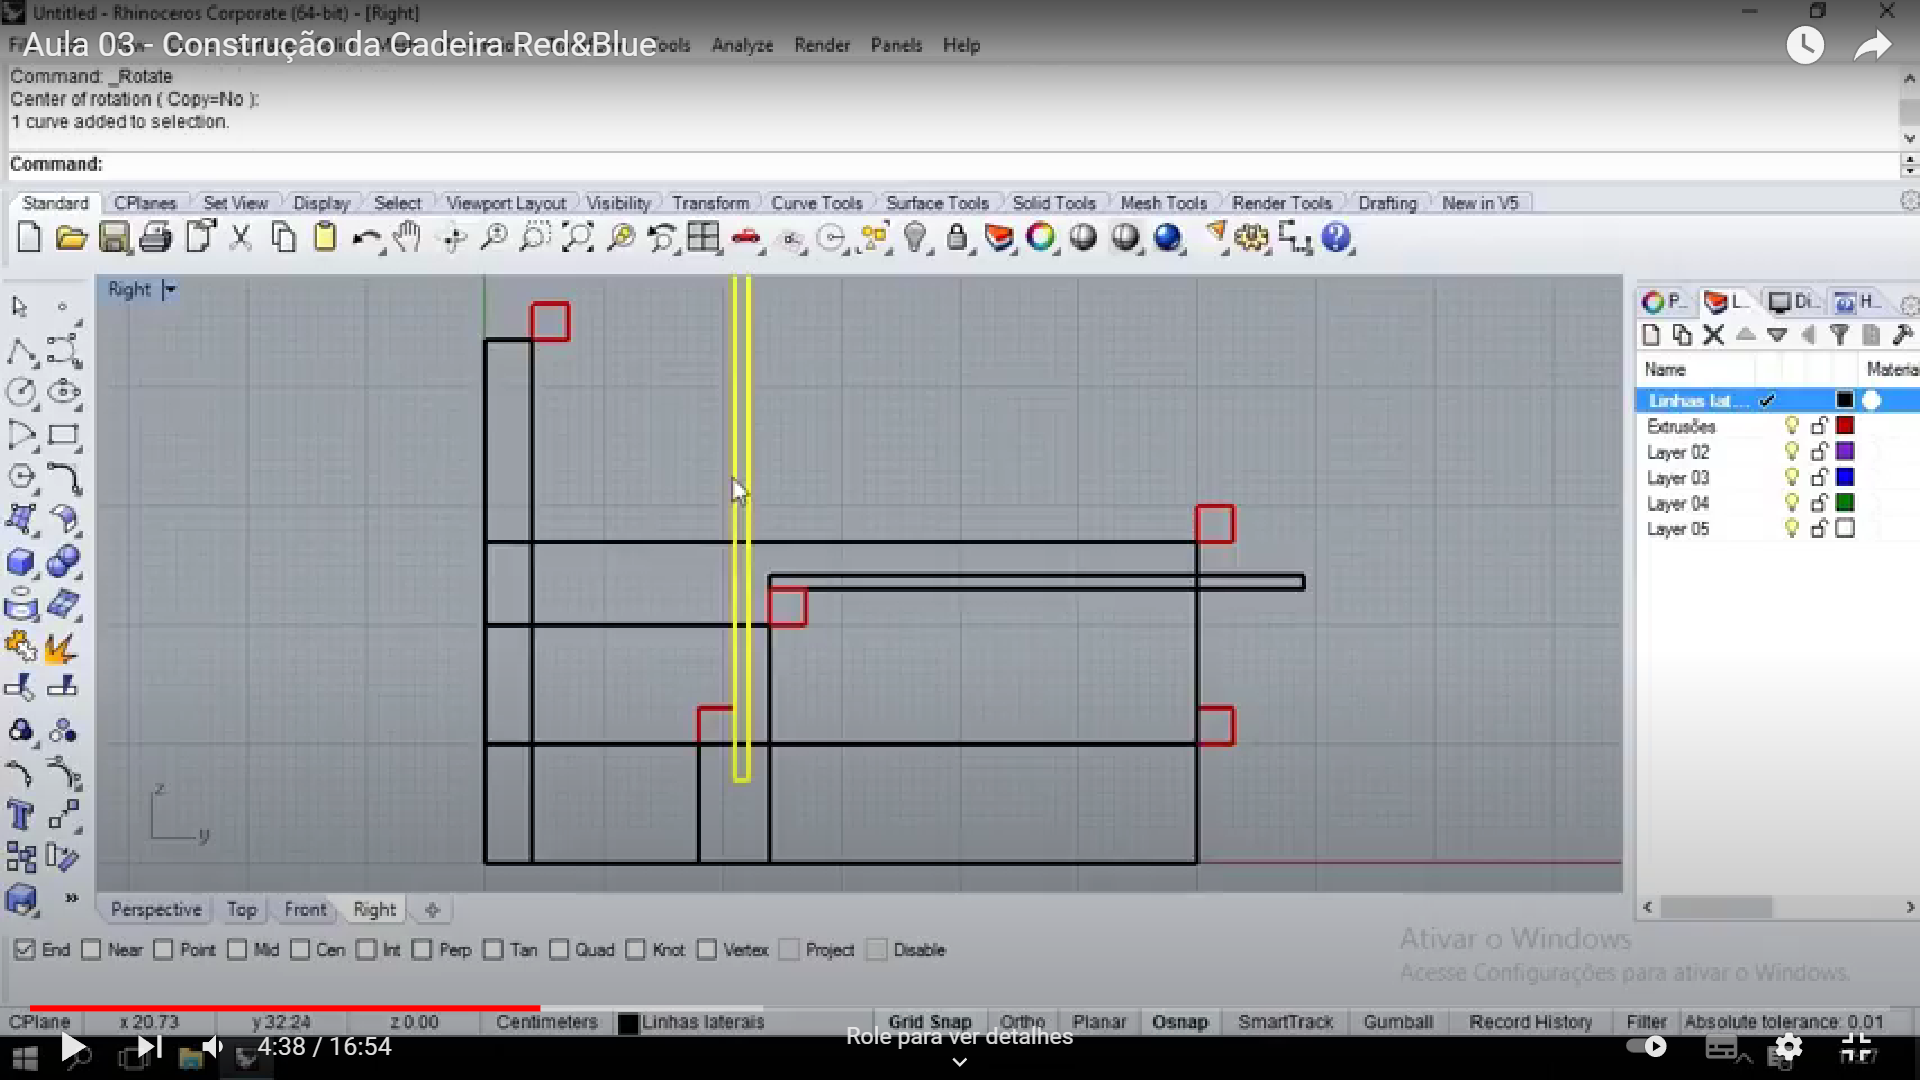 Untitled - Rhinoceros Corporate (64-bit) - [Right]
Aula 03 - Construção da Cadeira Red&Blue
Tools Analyze Render Panels Help
Command: _Rotate
Center of rotation ( Copy=No ):
1 curve added to selection.
Command:
Standard CPlanes Set View Display Select Viewport Layout Visibility Transform Curve Tools Surface Tools Solid Tools Mesh Tools Render Tools Drafting New in V5
Right
P... L... Di... H...
Name Material
Linhas lat...
Extrusões
Layer 02
Layer 03
Layer 04
Layer 05
z
y
Perspective Top Front Right
End Near Point Mid Cen Int Perp Tan Quad Knot Vertex Project Disable
Ativar o Windows
Acesse Configurações para ativar o Windows.
CPlane x 20.73 y 32.24 z 0.00 Centimeters Linhas laterais Grid Snap Ortho Planar Osnap SmartTrack Gumball Record History Filter Absolute tolerance: 0.01
4:38 / 16:54
Role para ver detalhes